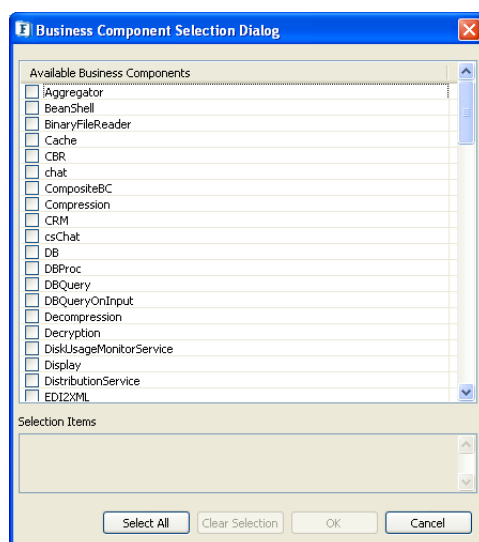 Business Component Selection Dialog
Available Business Components
Aggregator
BeanShell
BinaryFileReader
Cache
CBR
chat
CompositeBC
Compression
CRM
csChat
DB
DBProc
DBQuery
DBQueryOnInput
Decompression
Decryption
DiskUsageMonitorService
Display
DistributionService
EDI2XML
Selection Items
Select All Clear Selection OK Cancel